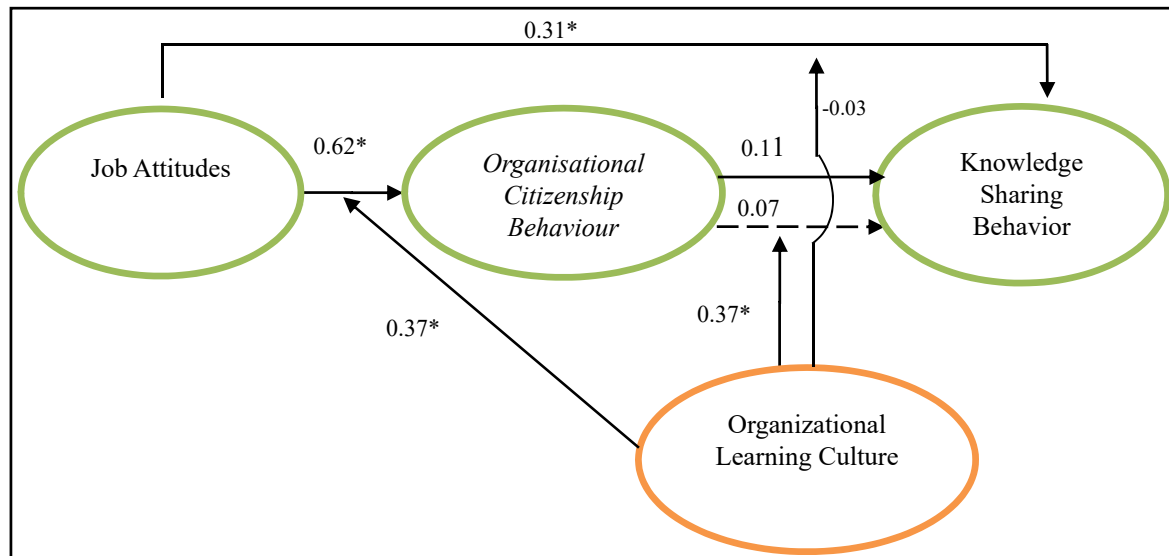 0.31*
-0.03
Job Attitudes
0.62*
Organisational
Citizenship
Behaviour
0.11
0.07
Knowledge
Sharing
Behavior
0.37*
0.37*
Organizational
Learning Culture